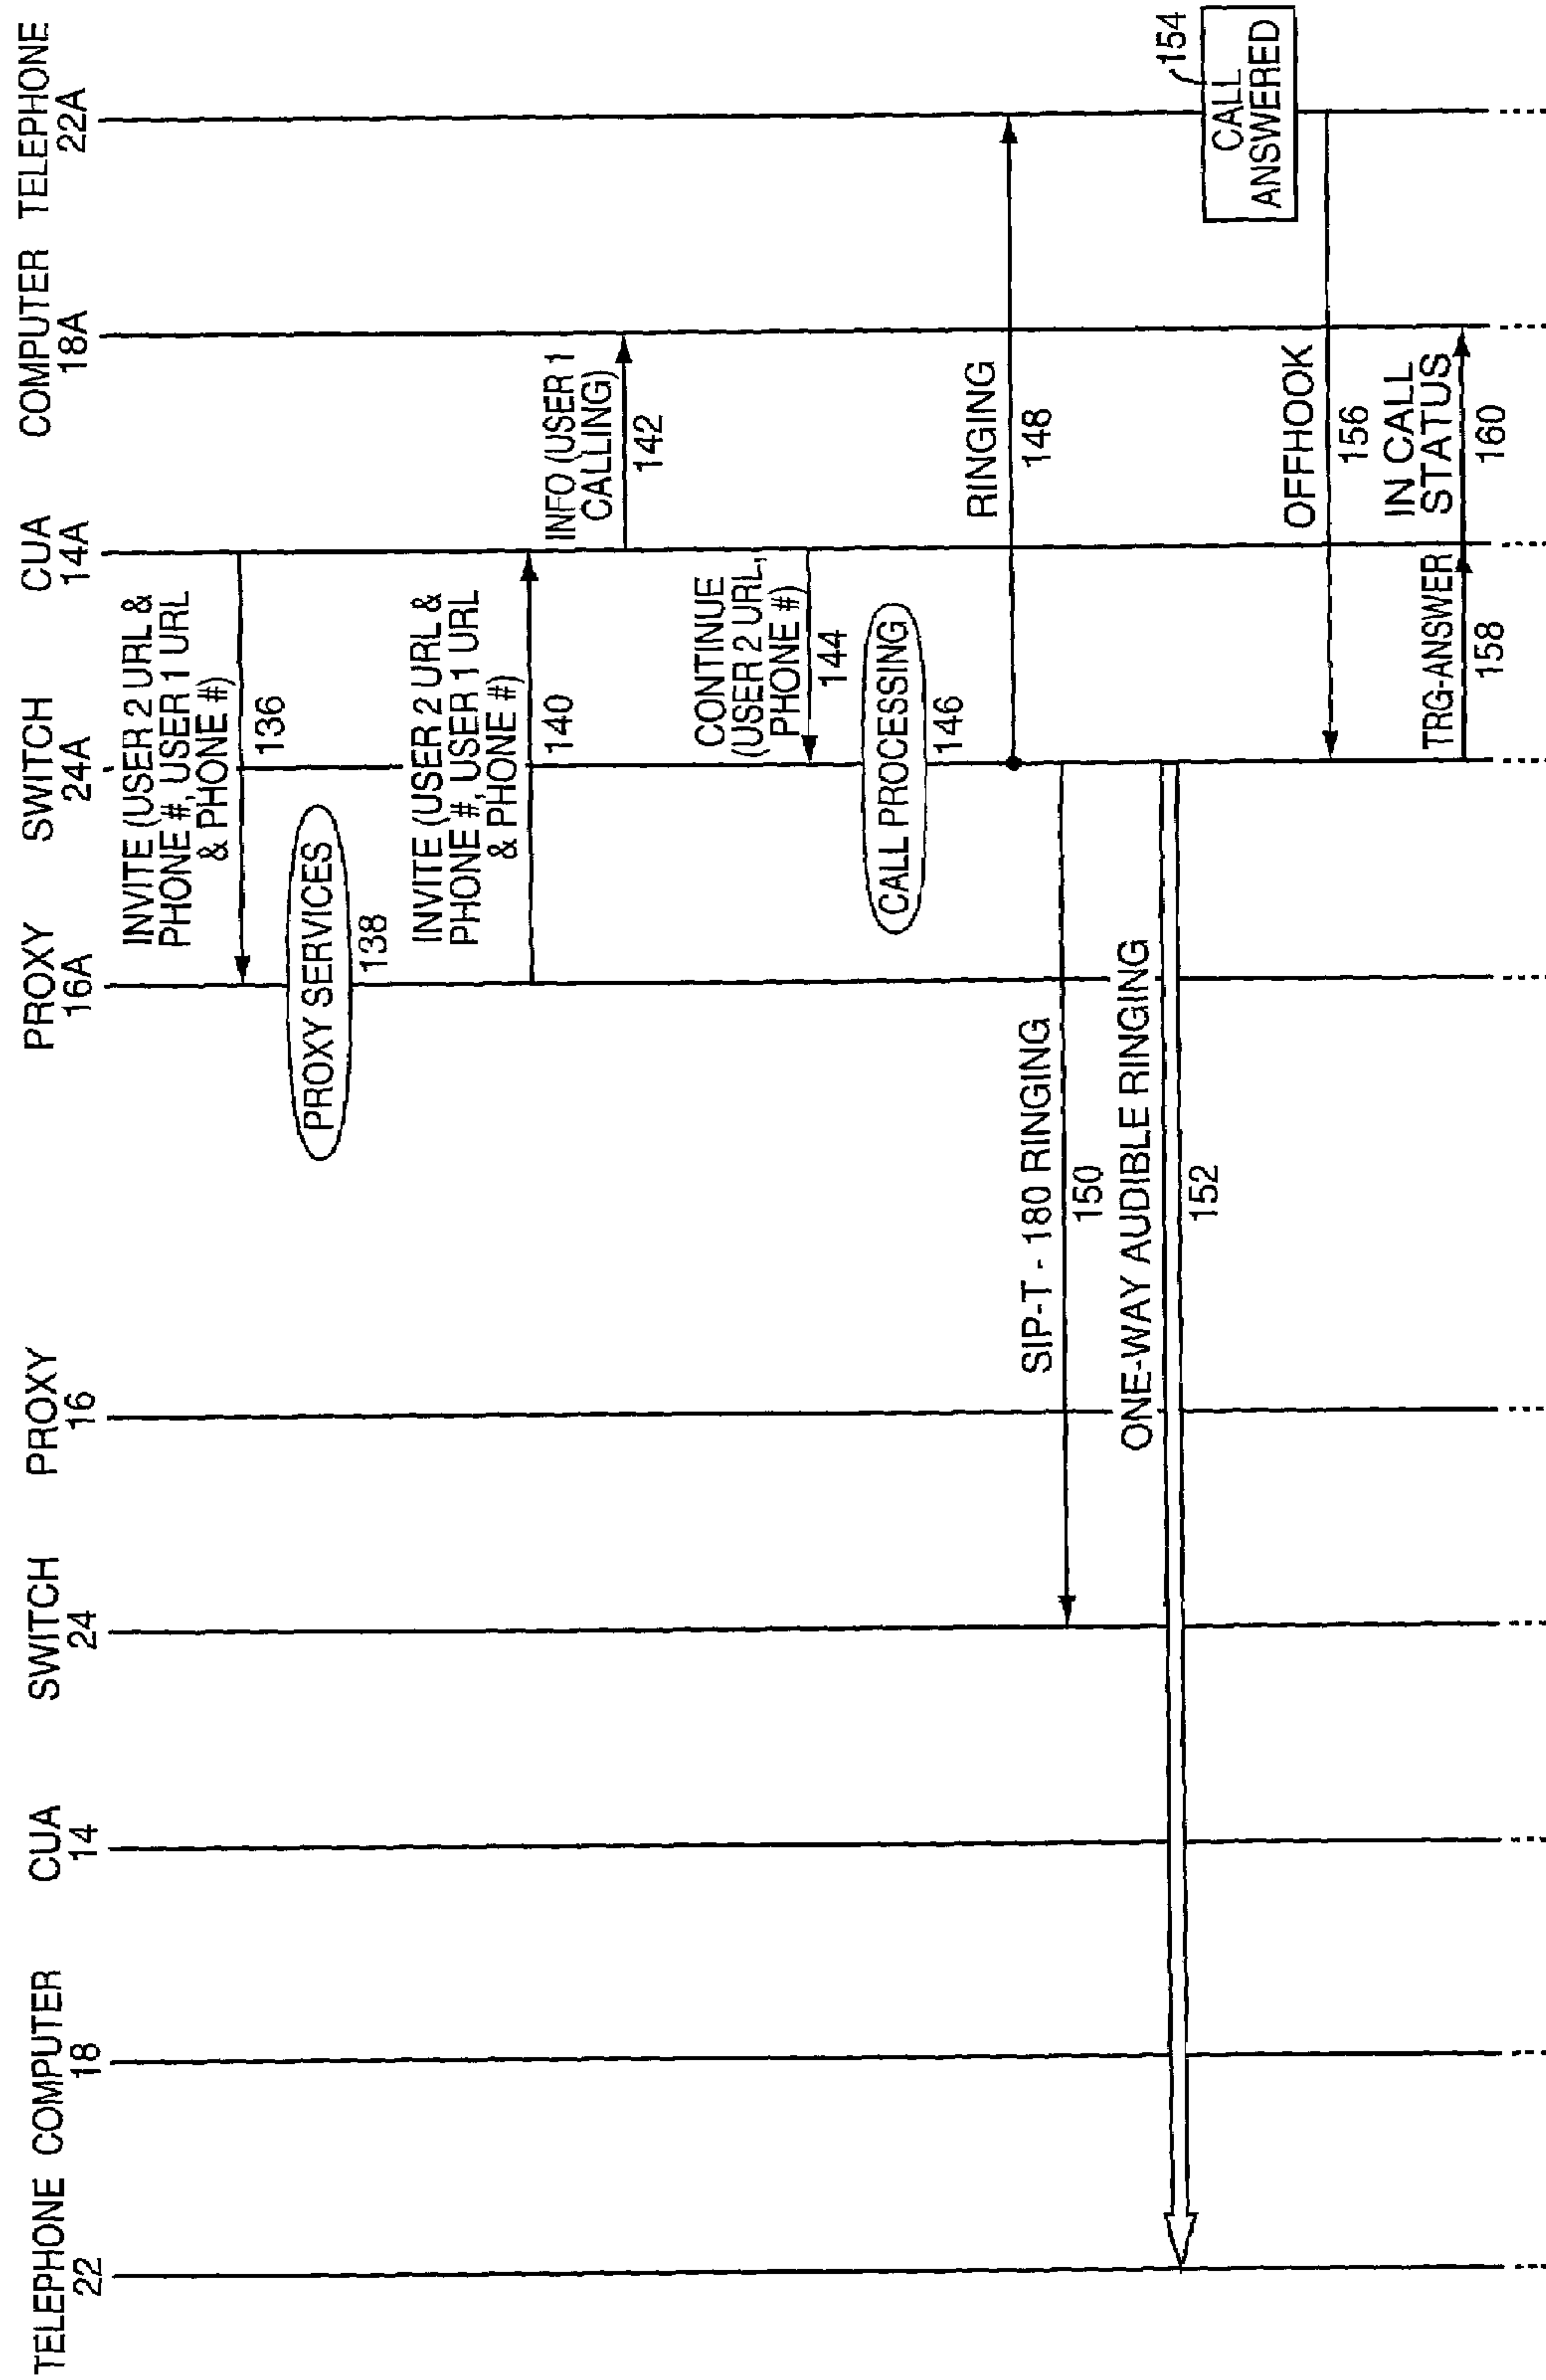 TELEPHONE
22
COMPUTER
18
CUA
14
SWITCH
24
PROXY
16
PROXY
16A
SWITCH
24A
CUA
14A
COMPUTER
18A
TELEPHONE
22A
INVITE (USER 2 URL &
PHONE #, USER 1 URL
& PHONE #)
136
PROXY SERVICES
138
INVITE (USER 2 URL &
PHONE #, USER 1 URL
& PHONE #)
140
INFO (USER 1
CALLING)
142
CONTINUE
(USER 2 URL,
PHONE #)
144
CALL PROCESSING
146
RINGING
148
SIP-T - 180 RINGING
150
ONE-WAY AUDIBLE RINGING
152
154
CALL
ANSWERED
OFFHOOK
156
TRG-ANSWER
158
IN CALL
STATUS
160